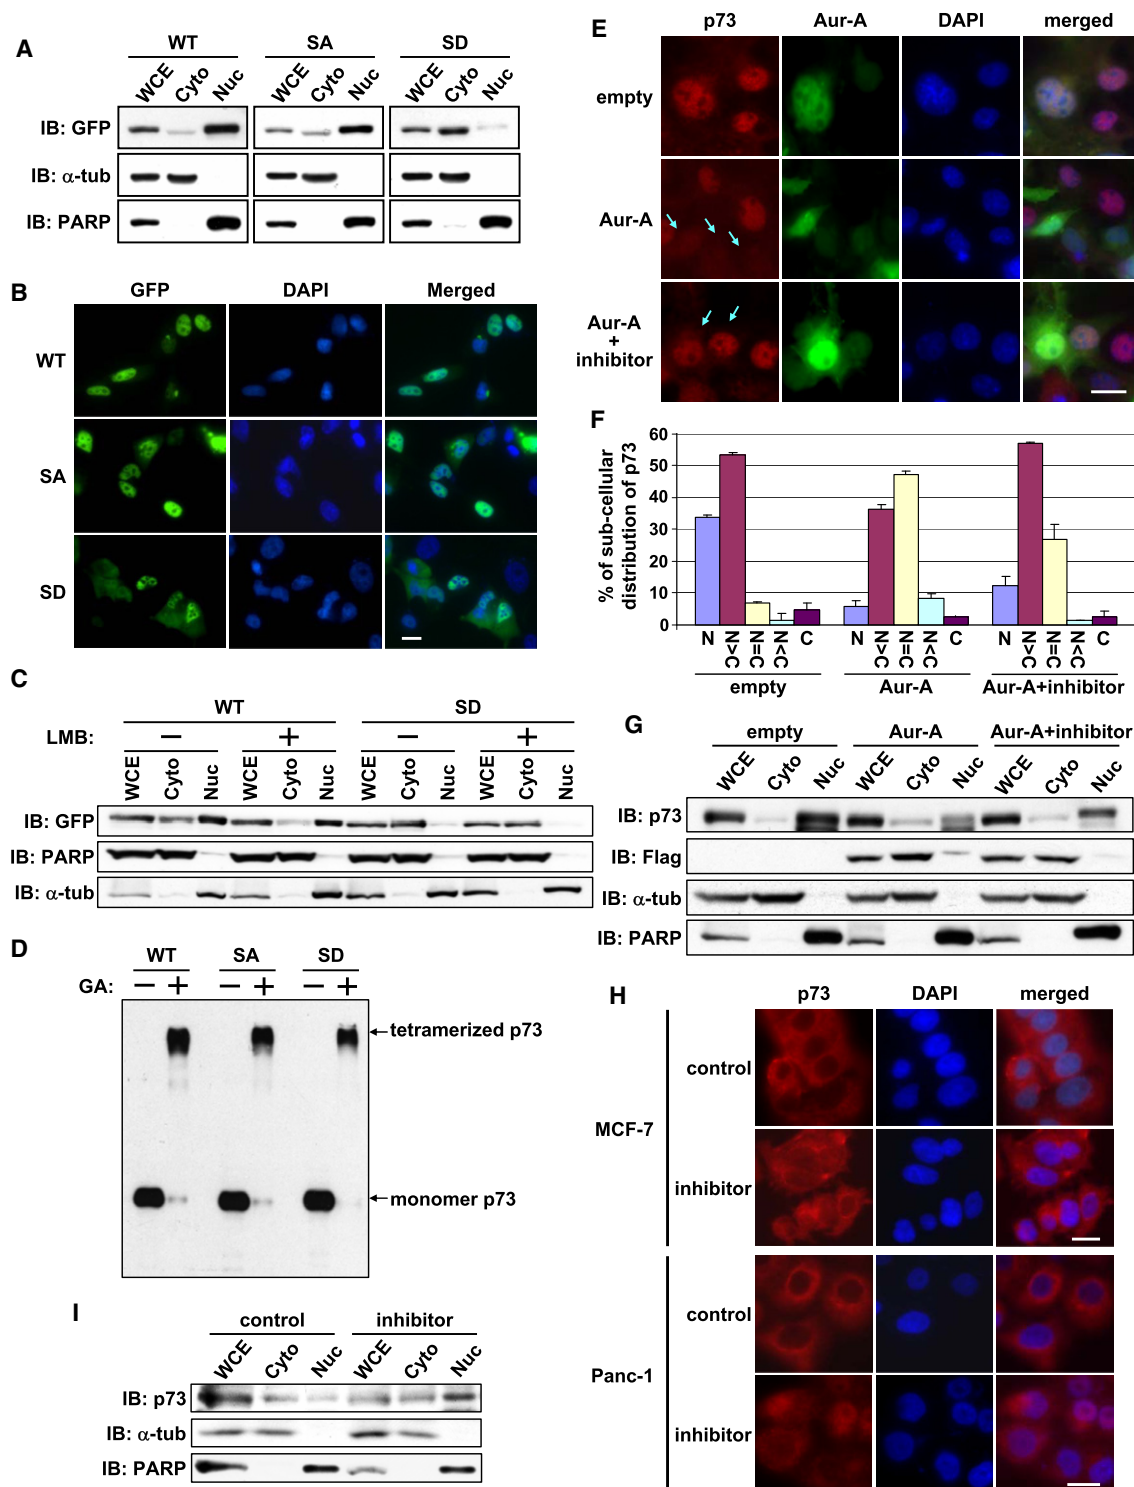 A
WT SA SD
WCE Cyto Nuc WCE Cyto Nuc WCE Cyto Nuc
IB: GFP
IB: α-tub
IB: PARP
B
GFP DAPI Merged
WT
SA
SD
C
WT SD
LMB: − + − +
WCE Cyto Nuc WCE Cyto Nuc WCE Cyto Nuc WCE Cyto Nuc
IB: GFP
IB: PARP
IB: α-tub
D
WT SA SD
GA: − + − + − +
tetramerized p73
monomer p73
E
p73 Aur-A DAPI merged
empty
Aur-A
Aur-A
+
inhibitor
F
% of sub-cellular
distribution of p73
60
50
40
30
20
10
0
N N>C N=C N<C C N N>C N=C N<C C N N>C N=C N<C C
empty Aur-A Aur-A+inhibitor
G
empty Aur-A Aur-A+inhibitor
WCE Cyto Nuc WCE Cyto Nuc WCE Cyto Nuc
IB: p73
IB: Flag
IB: α-tub
IB: PARP
H
p73 DAPI merged
MCF-7
control
inhibitor
Panc-1
control
inhibitor
I
control inhibitor
WCE Cyto Nuc WCE Cyto Nuc
IB: p73
IB: α-tub
IB: PARP